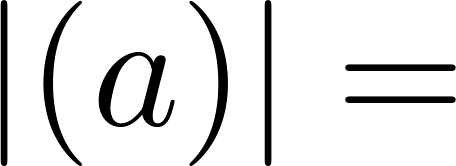 |(a)| =